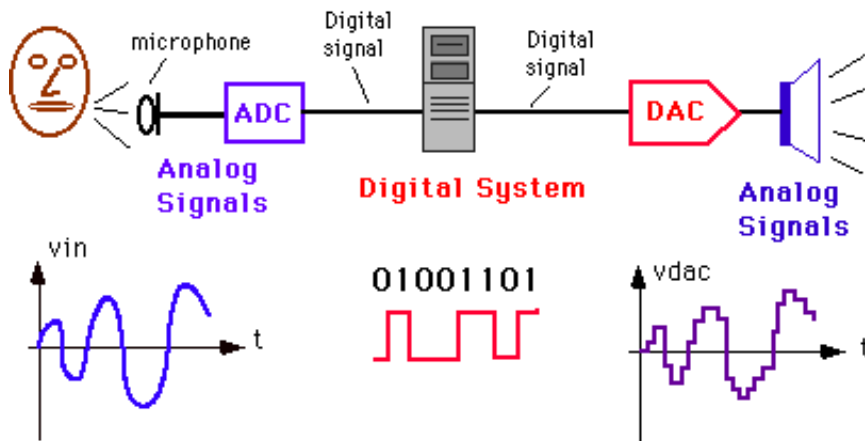 microphone
Digital
signal
Digital
signal
ADC
DAC
Analog
Signals
Digital System
Analog
Signals
vin
t
01001101
vdac
t